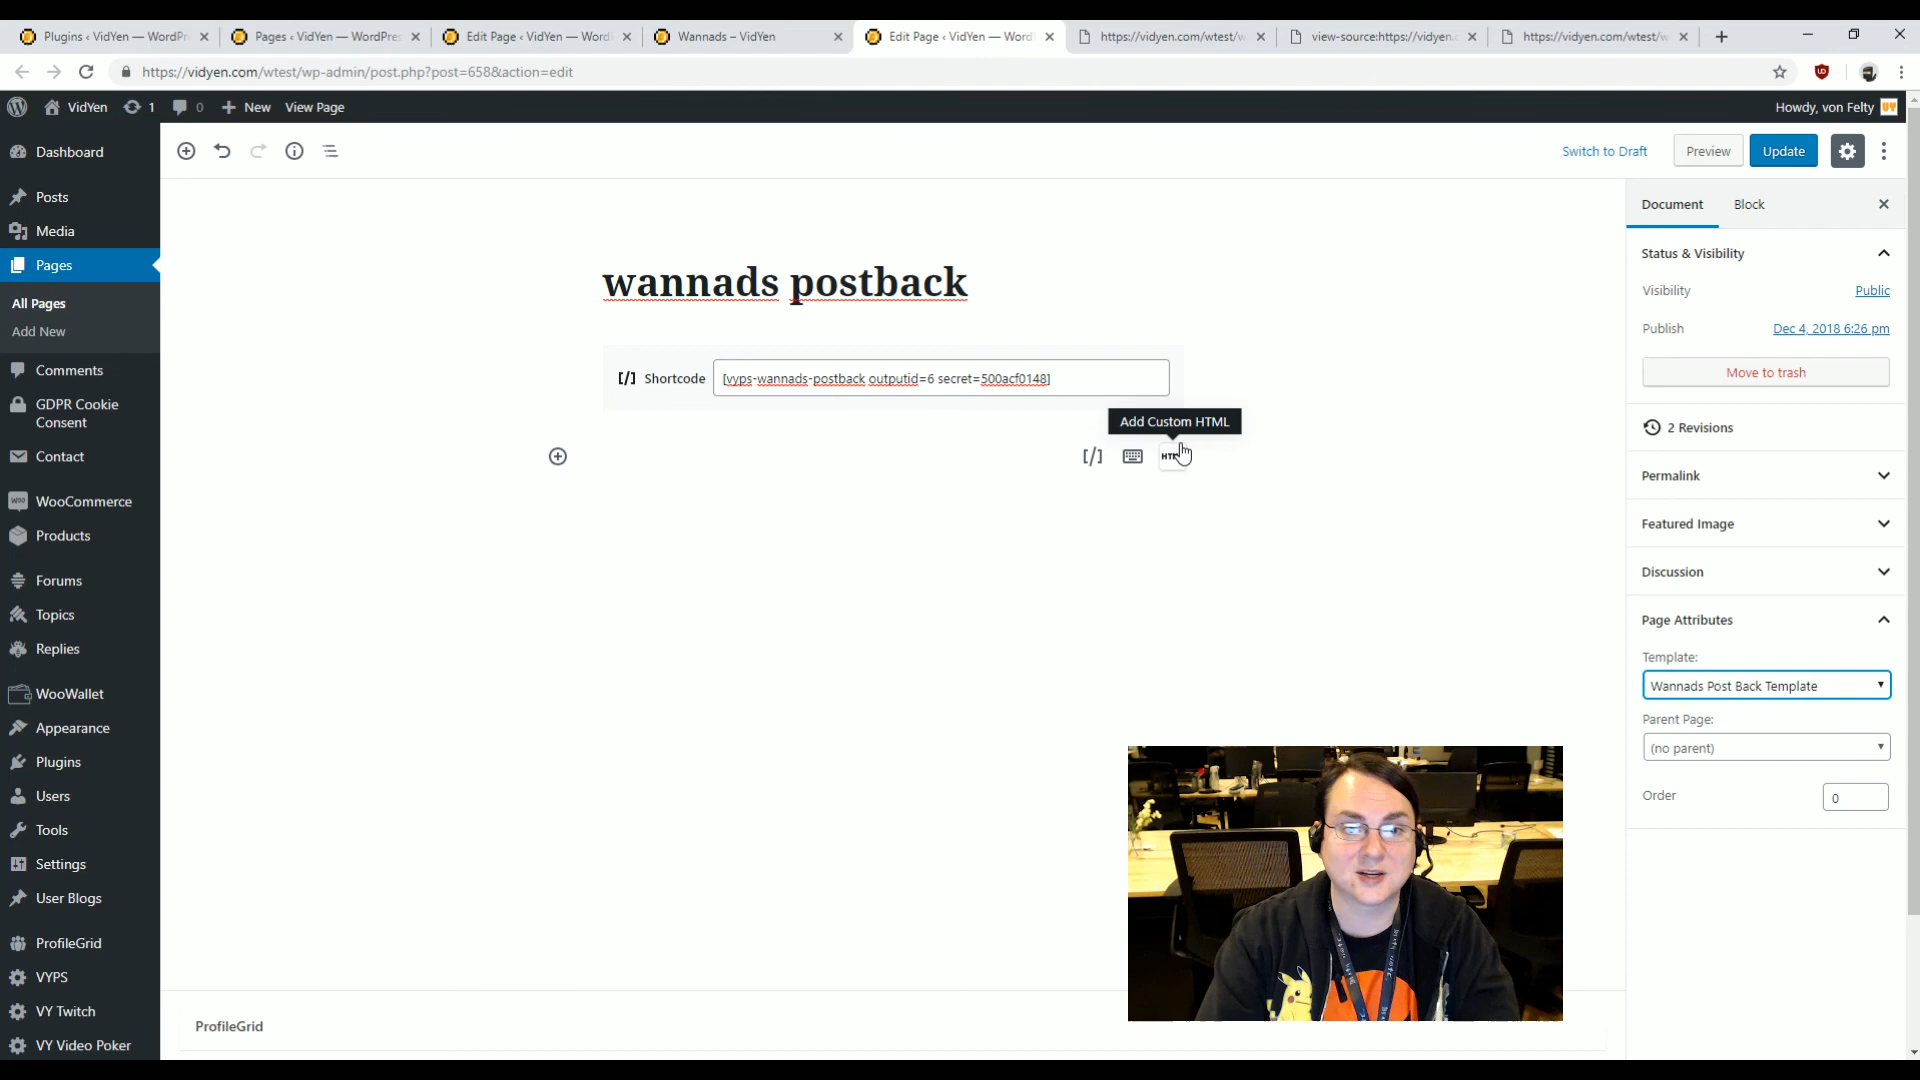 Plugins ‹ VidYen — WordPr
Pages ‹ VidYen — WordPres
Edit Page ‹ VidYen — Word
Wannads – VidYen
Edit Page ‹ VidYen — Word
https://vidyen.com/wtest/w
view-source:https://vidyen.c
https://vidyen.com/wtest/w
https://vidyen.com/wtest/wp-admin/post.php?post=658&action=edit
VidYen
1
0
New
View Page
Howdy, von Felty
Dashboard
Posts
Media
Pages
All Pages
Add New
Comments
GDPR Cookie
Consent
Contact
WooCommerce
Products
Forums
Topics
Replies
WooWallet
Appearance
Plugins
Users
Tools
Settings
User Blogs
ProfileGrid
VYPS
VY Twitch
VY Video Poker
Switch to Draft
Preview
Update
wannads postback
[/] Shortcode
[vyps-wannads-postback outputid=6 secret=500acf0148]
Add Custom HTML
[/]
ProfileGrid
Document
Block
Status & Visibility
Visibility
Public
Publish
Dec 4, 2018 6:26 pm
Move to trash
2 Revisions
Permalink
Featured Image
Discussion
Page Attributes
Template:
Wannads Post Back Template
Parent Page:
(no parent)
Order
0